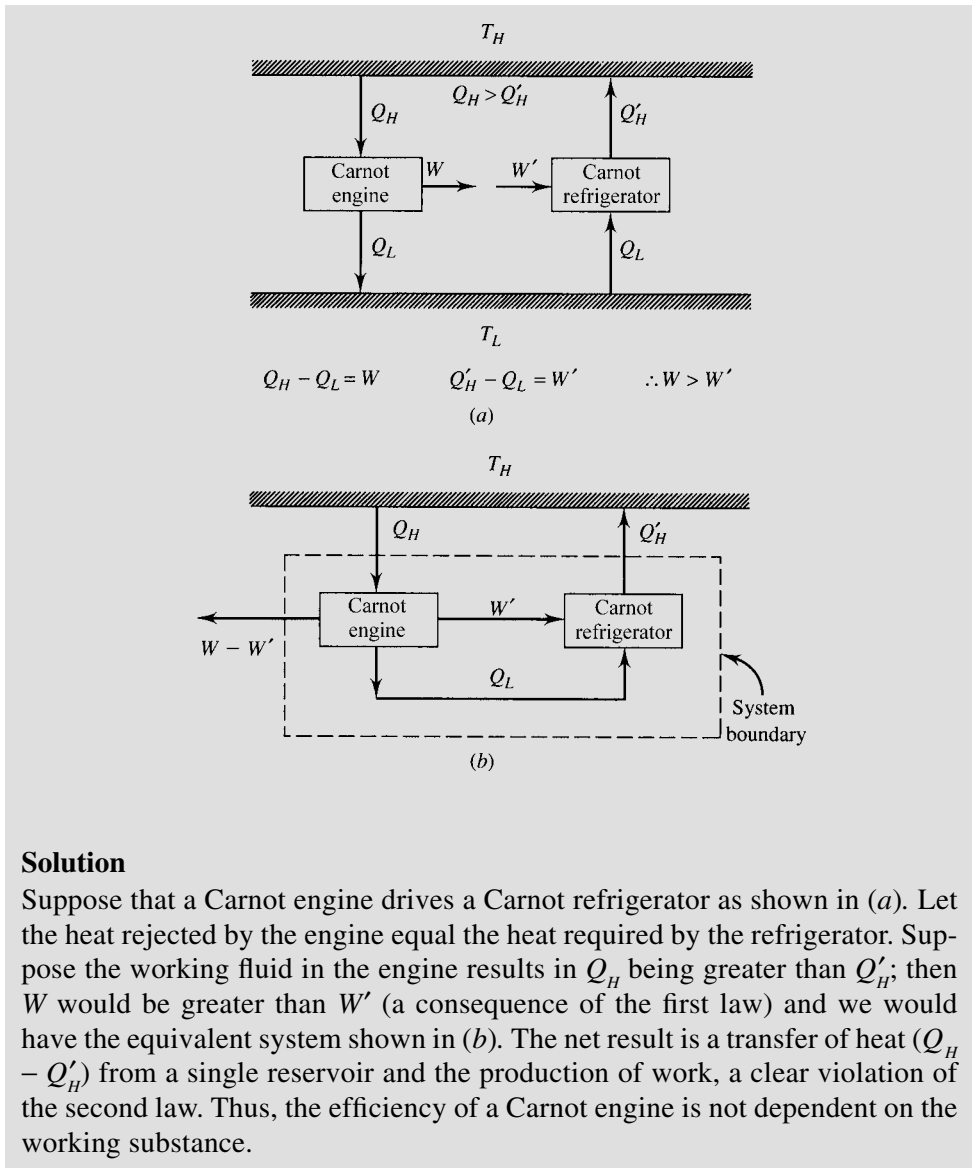 T_H
Q_H > Q'_H
Q_H
Q'_H
Carnot engine
W
W'
Carnot refrigerator
Q_L
Q_L
T_L
Q_H – Q_L = W
Q'_H – Q_L = W'
∴ W > W'
(a)
T_H
Q_H
Q'_H
Carnot engine
W'
Carnot refrigerator
W – W'
Q_L
System boundary
(b)
Solution
Suppose that a Carnot engine drives a Carnot refrigerator as shown in (a). Let
the heat rejected by the engine equal the heat required by the refrigerator. Sup-
pose the working fluid in the engine results in Q_H being greater than Q'_H; then
W would be greater than W' (a consequence of the first law) and we would
have the equivalent system shown in (b). The net result is a transfer of heat (Q_H
– Q'_H) from a single reservoir and the production of work, a clear violation of
the second law. Thus, the efficiency of a Carnot engine is not dependent on the
working substance.